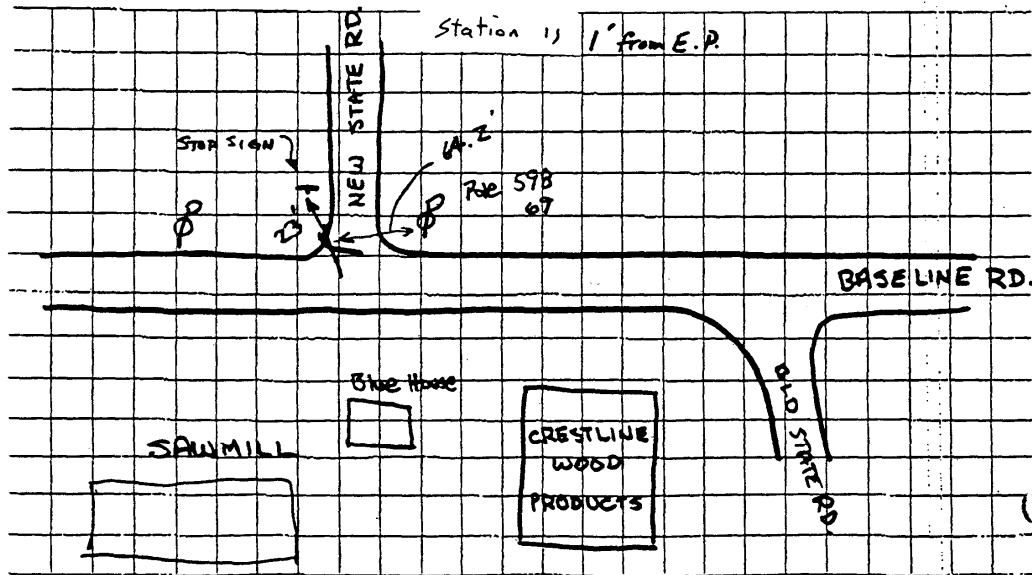 Station is 1' from E.P.
NEW STATE RD.
STOP SIGN
64.2'
Pole 598
69
23'
BASELINE RD.
Blue House
OLD STATE RD
SAWMILL
CRESTLINE
WOOD
PRODUCTS